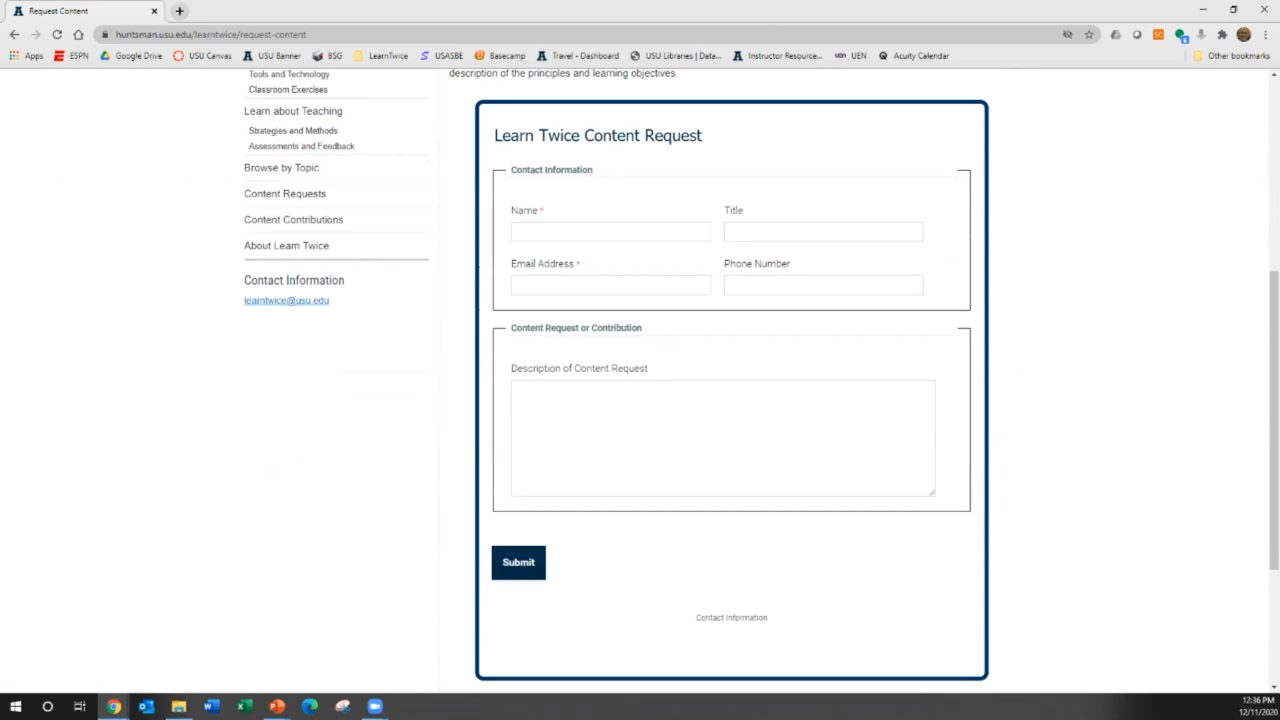 Request Content
huntsman.usu.edu/learntwice/request-content
Apps ESPN Google Drive USU Canvas USU Banner BSG LearnTwice USASBE Basecamp Travel - Dashboard USU Libraries | Data... Instructor Resource... UEN Acuity Calendar Other bookmarks
Tools and Technology
Classroom Exercises
Learn about Teaching
Strategies and Methods
Assessments and Feedback
Browse by Topic
Content Requests
Content Contributions
About Learn Twice
Contact Information
learntwice@usu.edu
description of the principles and learning objectives.
Learn Twice Content Request
Contact Information
Name * Title
Email Address * Phone Number
Content Request or Contribution
Description of Content Request
Submit
Contact Information
12:36 PM
12/11/2020